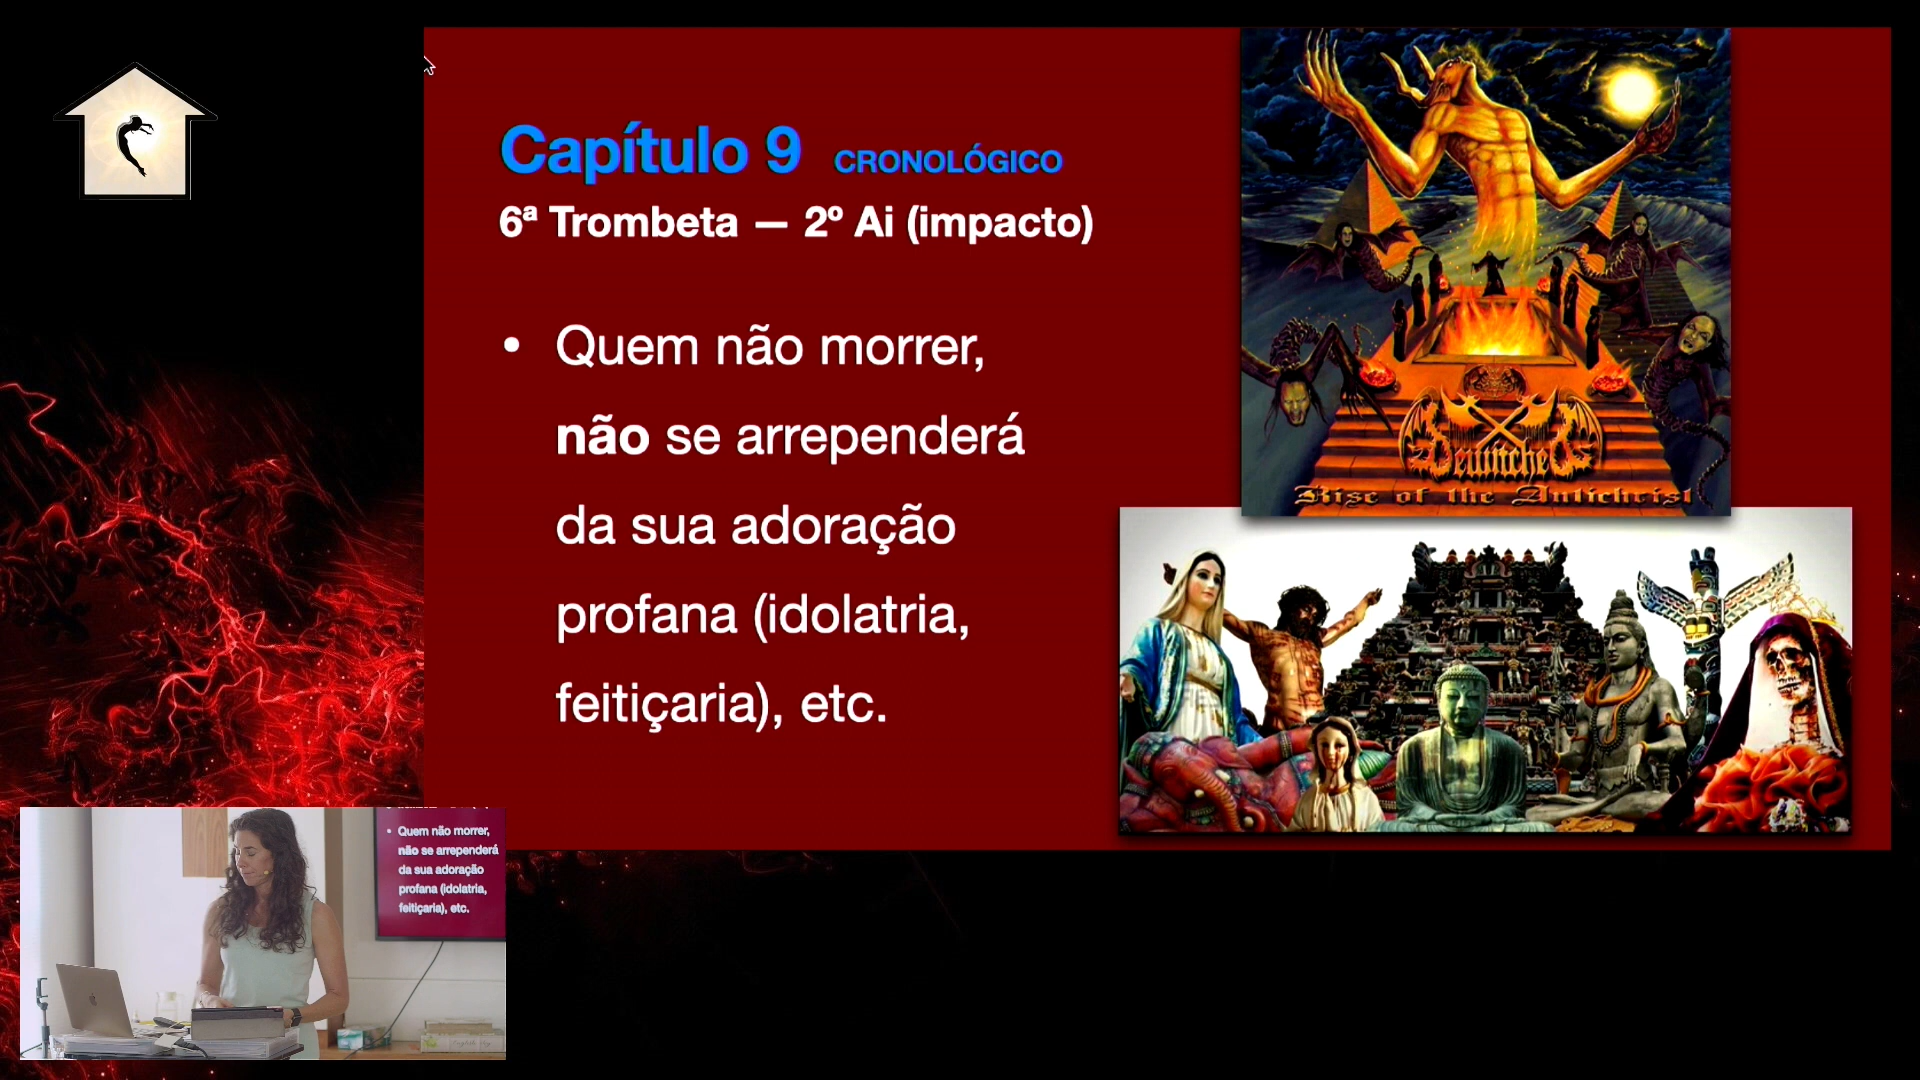 Capítulo 9 CRONOLÓGICO
6ª Trombeta — 2º Ai (impacto)
• Quem não morrer,
não se arrependerá
da sua adoração
profana (idolatria,
feitiçaria), etc.
Bewitched
Rise of the Antichrist
• Quem não morrer,
não se arrependerá
da sua adoração
profana (idolatria,
feitiçaria), etc.